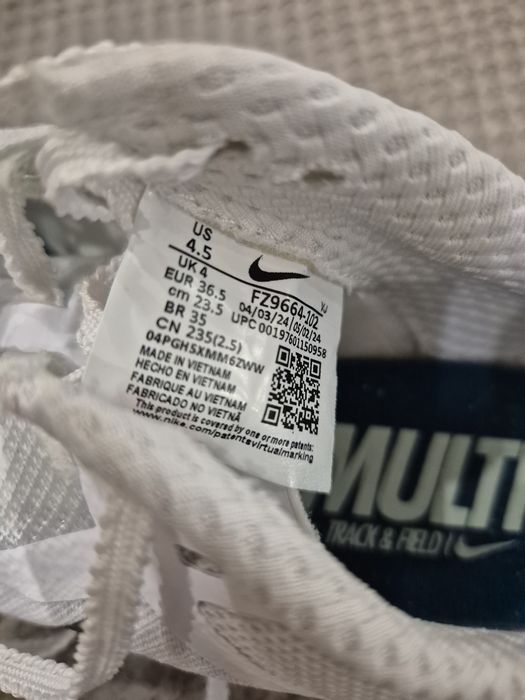 US
4.5
UK 4
EUR 36.5
cm 23.5
BR 35
CN 235(2.5)
04PGHSXMM6ZWW
MADE IN VIETNAM
HECHO EN VIETNAM
FABRIQUE AU VIETNAM
FABRICADO NO VIETNÃ
This product is covered by one or more patents:
www.nike.com/patentsvirtualmarking
FZ9664-102
XJ
04/03/24 05/02/24
UPC 00197601150958
MULTI
TRACK & FIELD